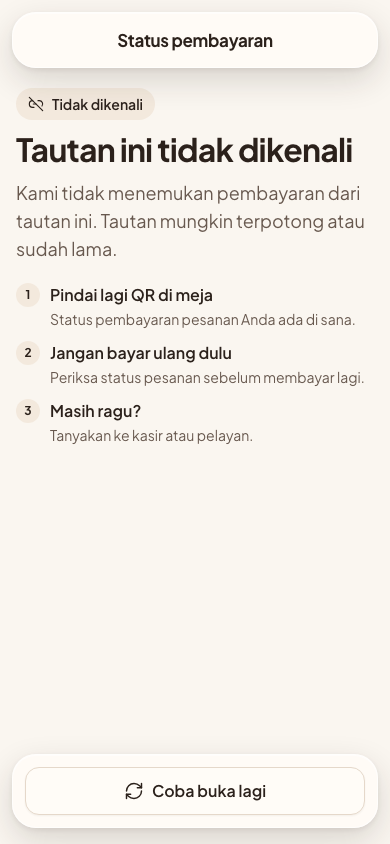 Status pembayaran
Tidak dikenali
Tautan ini tidak dikenali
Kami tidak menemukan pembayaran dari
tautan ini. Tautan mungkin terpotong atau
sudah lama.
1 Pindai lagi QR di meja
Status pembayaran pesanan Anda ada di sana.
2 Jangan bayar ulang dulu
Periksa status pesanan sebelum membayar lagi.
3 Masih ragu?
Tanyakan ke kasir atau pelayan.
Coba buka lagi